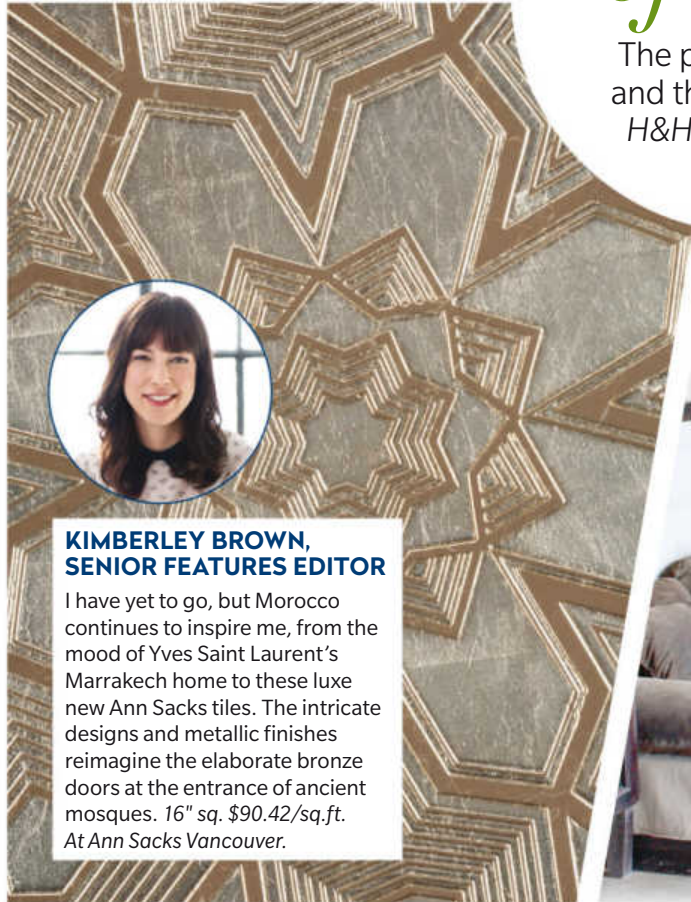 The
and
H&H
KIMBERLEY BROWN,
SENIOR FEATURES EDITOR
I have yet to go, but Morocco
continues to inspire me, from the
mood of Yves Saint Laurent’s
Marrakech home to these luxe
new Ann Sacks tiles. The intricate
designs and metallic finishes
reimagine the elaborate bronze
doors at the entrance of ancient
mosques. 16" sq. $90.42/sq.ft.
At Ann Sacks Vancouver.